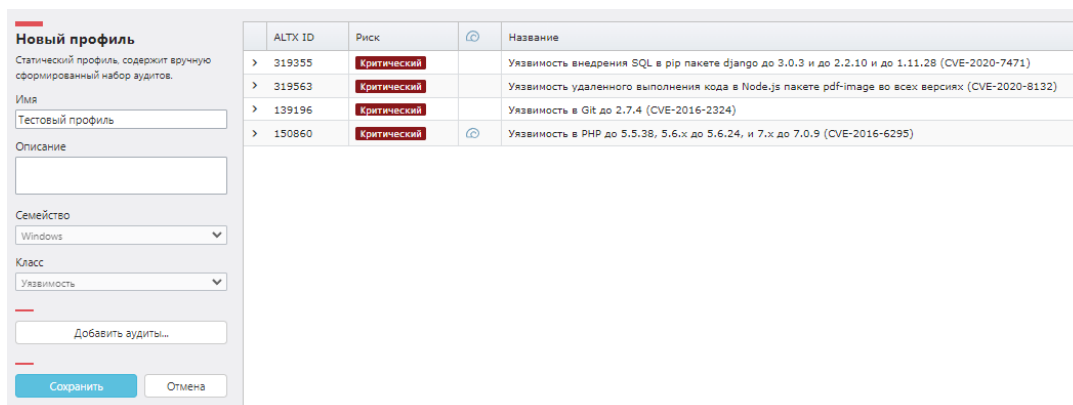 Новый профиль
Статический профиль, содержит вручную
сформированный набор аудитов.
Имя
Тестовый профиль
Описание
Семейство
Windows
Класс
Уязвимость
Добавить аудиты...
Сохранить Отмена
ALTX ID Риск Название
319355 Критический Уязвимость внедрения SQL в pip пакете django до 3.0.3 и до 2.2.10 и до 1.11.28 (CVE-2020-7471)
319563 Критический Уязвимость удаленного выполнения кода в Node.js пакете pdf-image во всех версиях (CVE-2020-8132)
139196 Критический Уязвимость в Git до 2.7.4 (CVE-2016-2324)
150860 Критический Уязвимость в PHP до 5.5.38, 5.6.x до 5.6.24, и 7.x до 7.0.9 (CVE-2016-6295)